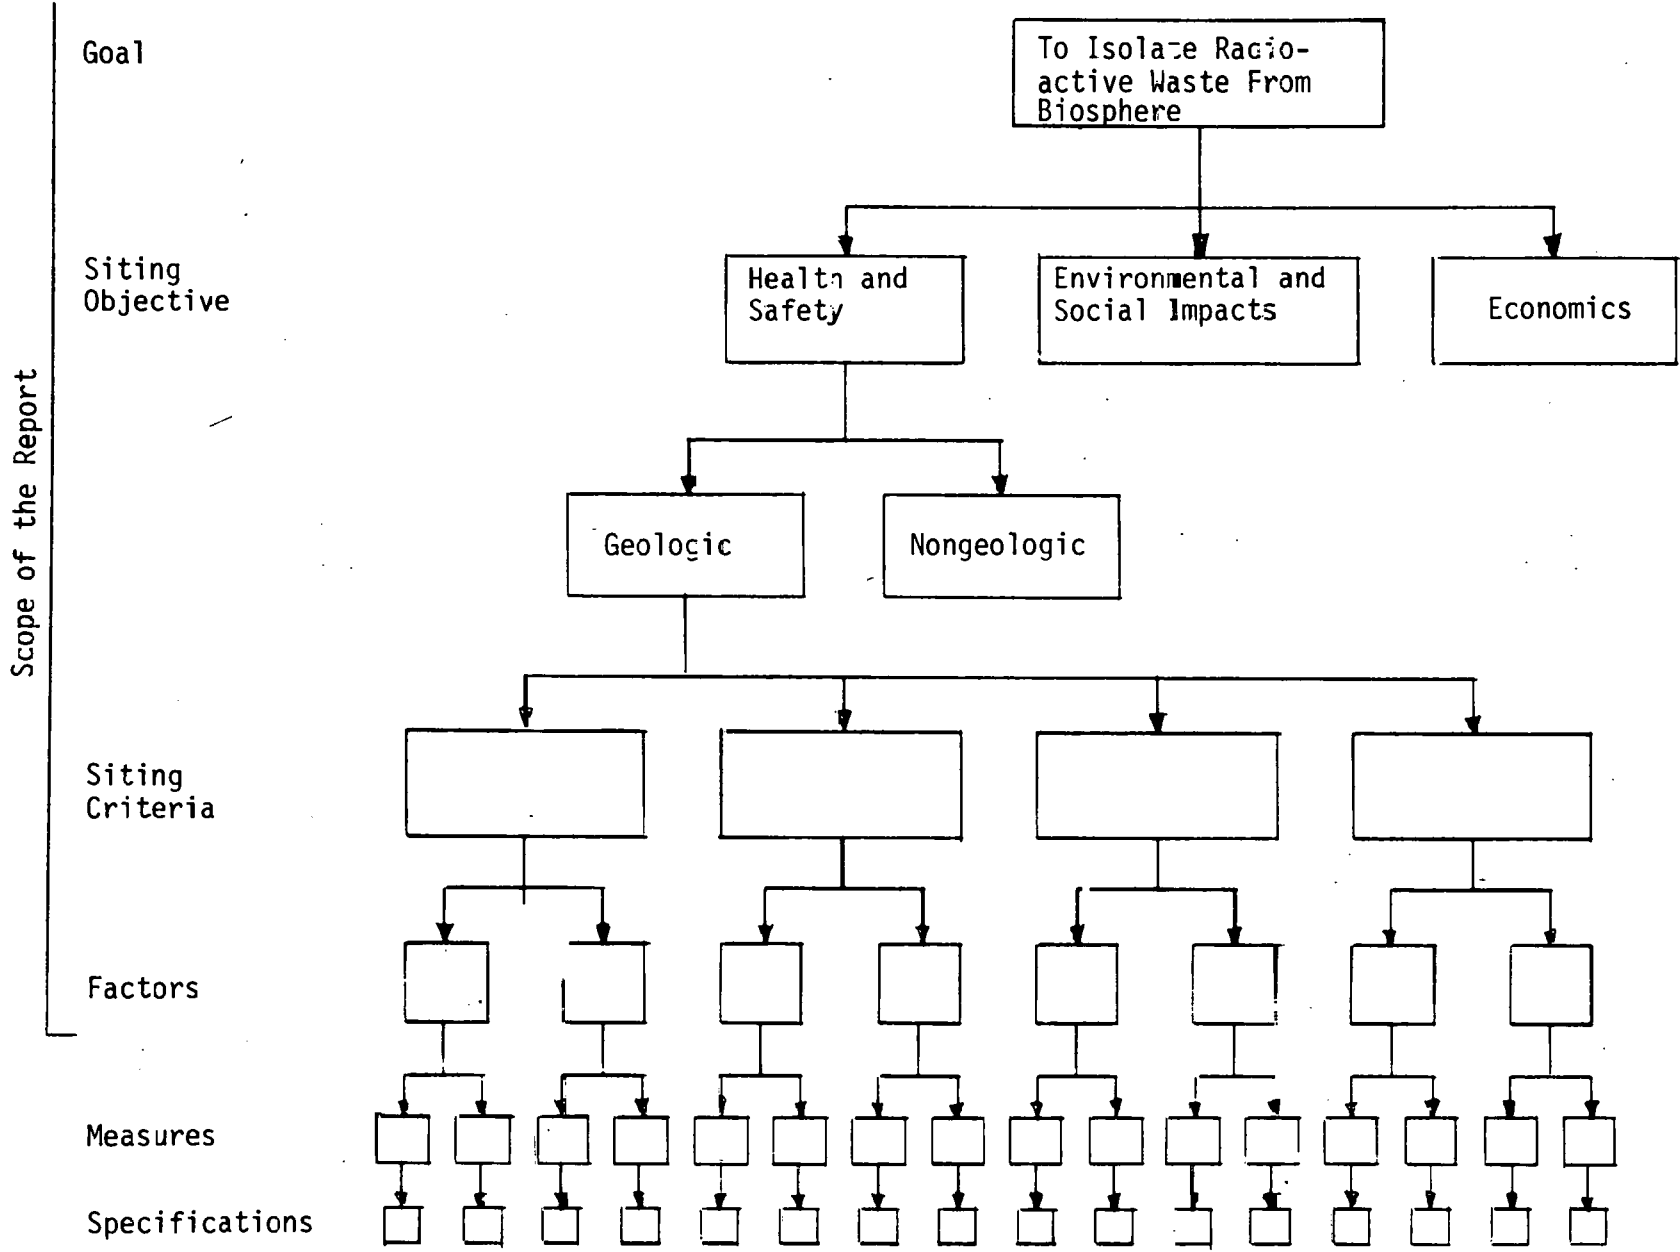 Goal
To Isolate Radio-
active Waste From
Biosphere
Siting
Objective
Health and
Safety
Environmental and
Social Impacts
Economics
Scope of the Report
Geologic
Nongeologic
Siting
Criteria
Factors
Measures
Specifications